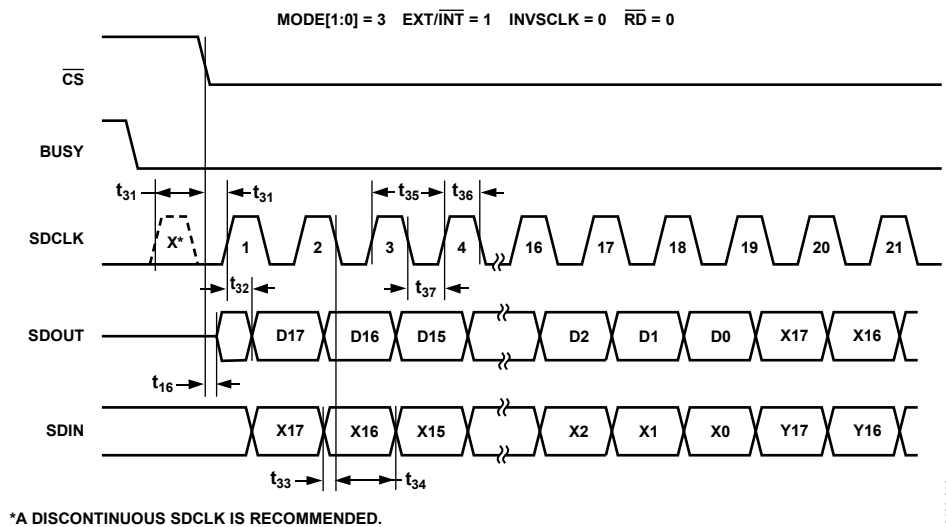 MODE[1:0] = 3 EXT/INT = 1 INVSCLK = 0 RD = 0
CS
BUSY
t31 t31 t35 t36
SDCLK X* 1 2 3 4 16 17 18 19 20 21
t32 t37
SDOUT D17 D16 D15 D2 D1 D0 X17 X16
t16
SDIN X17 X16 X15 X2 X1 X0 Y17 Y16
t33 t34
*A DISCONTINUOUS SDCLK IS RECOMMENDED.